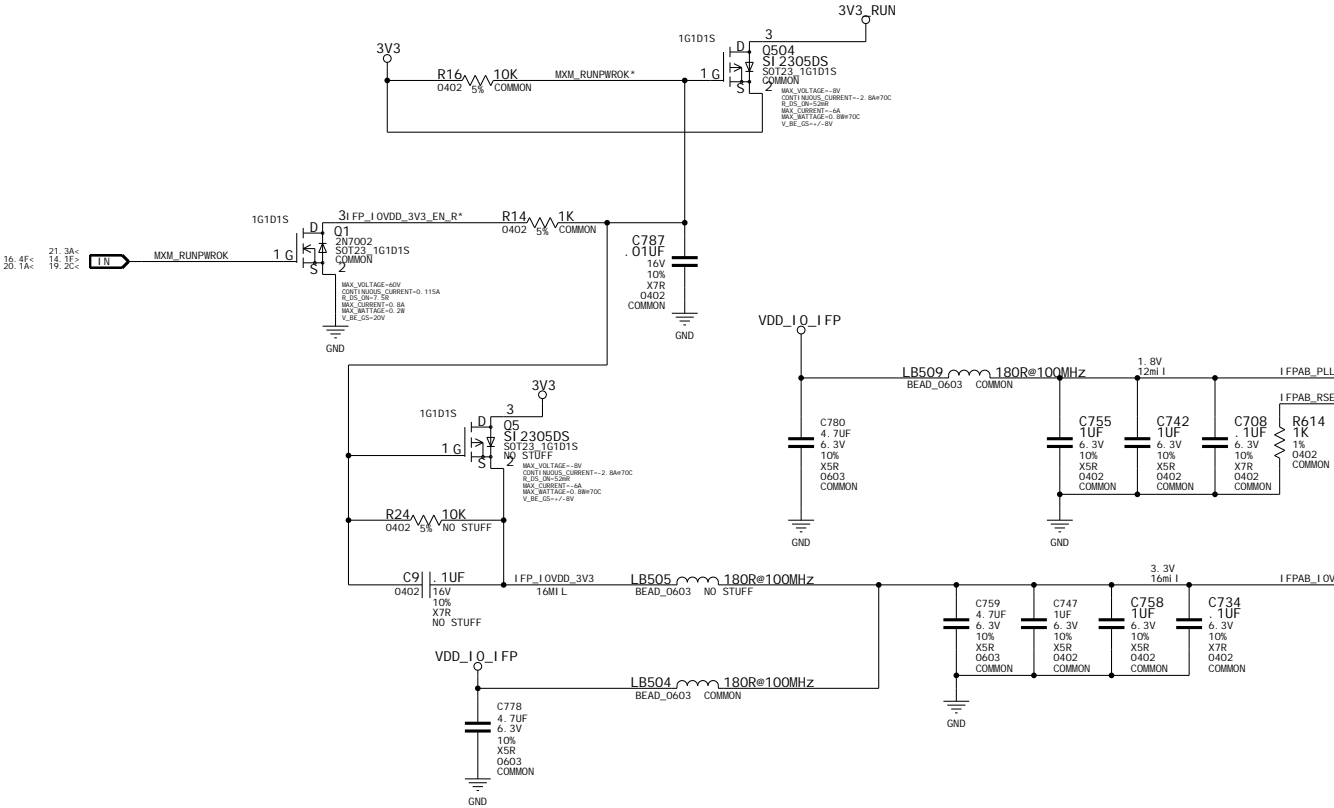 3V3_RUN
3V3
1G1D1S
D
3
Q504
SI2305DS
SOT23_1G1D1S
COMMON
1 G
S
2
MAX_VOLTAGE=-8V
CONTINUOUS_CURRENT=-2.8A@70C
R_DS_ON=52mR
MAX_CURRENT=-6A
MAX_WATTAGE=0.8W@70C
V_BE_GS=+/-8V
R16
10K
MXM_RUNPWROK*
0402
5%
COMMON
1G1D1S
D
3
IFP_IOVDD_3V3_EN_R*
Q1
2N7002
SOT23_1G1D1S
COMMON
1 G
S
2
MAX_VOLTAGE=60V
CONTINUOUS_CURRENT=0.115A
R_DS_ON=7.5R
MAX_CURRENT=0.8A
MAX_WATTAGE=0.2W
V_BE_GS=20V
GND
R14
1K
0402
5%
COMMON
21.3A<
16.4F< 14.1F>
20.1A< 19.2C<
IN
MXM_RUNPWROK
C787
.01UF
16V
10%
X7R
0402
COMMON
GND
VDD_IO_IFP
LB509
180R@100MHz
BEAD_0603
COMMON
1.8V
12mil
IFPAB_PLL
IFPAB_RSE
C780
4.7UF
6.3V
10%
X5R
0603
COMMON
GND
C755
1UF
6.3V
10%
X5R
0402
COMMON
C742
1UF
6.3V
10%
X5R
0402
COMMON
C708
.1UF
6.3V
10%
X7R
0402
COMMON
R614
1K
1%
0402
COMMON
GND
3V3
1G1D1S
D
3
Q5
SI2305DS
SOT23_1G1D1S
NO STUFF
1 G
S
2
MAX_VOLTAGE=-8V
CONTINUOUS_CURRENT=-2.8A@70C
R_DS_ON=52mR
MAX_CURRENT=-6A
MAX_WATTAGE=0.8W@70C
V_BE_GS=+/-8V
R24
10K
0402
5%
NO STUFF
C9
.1UF
0402
16V
10%
X7R
NO STUFF
IFP_IOVDD_3V3
16MIL
LB505
180R@100MHz
BEAD_0603
NO STUFF
3.3V
16mil
IFPAB_IOV
C759
4.7UF
6.3V
10%
X5R
0603
COMMON
C747
1UF
6.3V
10%
X5R
0402
COMMON
C758
1UF
6.3V
10%
X5R
0402
COMMON
C734
.1UF
6.3V
10%
X7R
0402
COMMON
GND
VDD_IO_IFP
LB504
180R@100MHz
BEAD_0603
COMMON
C778
4.7UF
6.3V
10%
X5R
0603
COMMON
GND